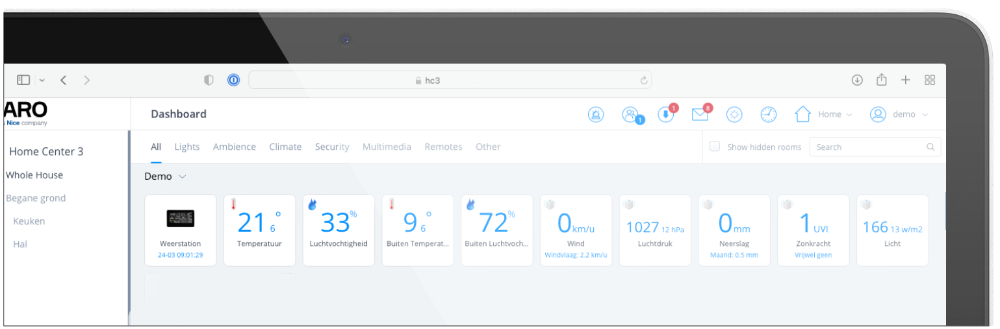 hc3
ARO
Nice company
Dashboard
1
1
8
Home
demo
Home Center 3
Whole House
Begane grond
Keuken
Hal
All Lights Ambience Climate Security Multimedia Remotes Other
Show hidden rooms
Search
Demo
21 6 °
Temperatuur
33%
Luchtvochtigheid
9 6 °
Buiten Temperat...
72%
Buiten Luchtvoch...
0 km/u
Wind
Windvlaag: 2.2 km/u
1027 12 hPa
Luchtdruk
0 mm
Neerslag
Maand: 0.5 mm
1 UVI
Zonkracht
Vrijwel geen
166 13 w/m2
Licht
Weerstation
24-03 09:01:29